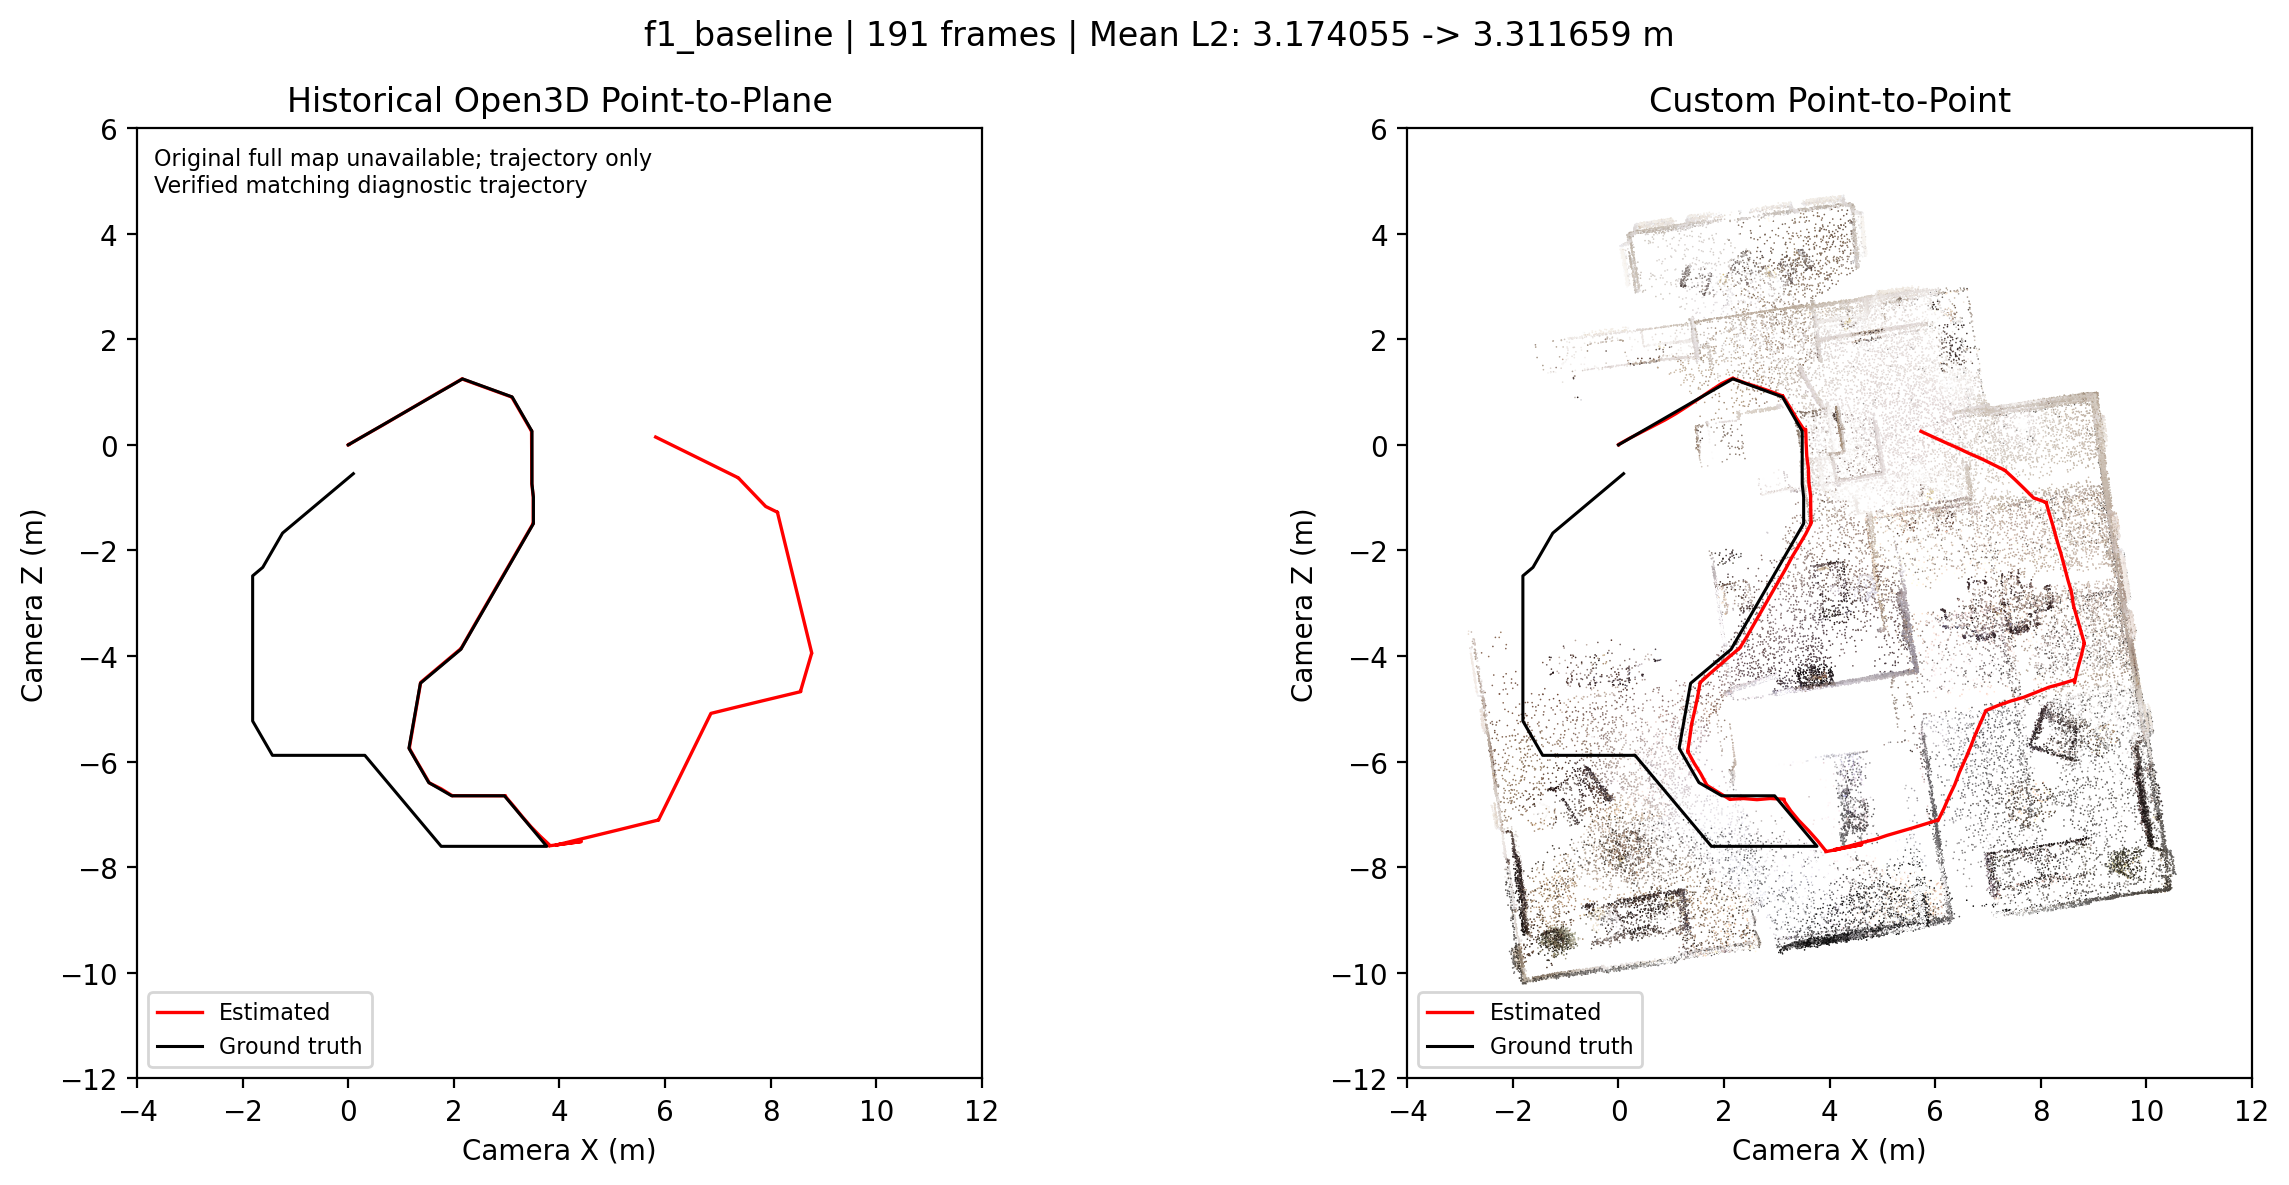 f1_baseline | 191 frames | Mean L2: 3.174055 -> 3.311659 m
Historical Open3D Point-to-Plane
Original full map unavailable; trajectory only
Verified matching diagnostic trajectory
6
4
2
0
−2
−4
−6
−8
−10
−12
Camera Z (m)
Estimated
Ground truth
−4
−2
0
2
4
6
8
10
12
Camera X (m)
Custom Point-to-Point
6
4
2
0
−2
−4
−6
−8
−10
−12
Camera Z (m)
Estimated
Ground truth
−4
−2
0
2
4
6
8
10
12
Camera X (m)